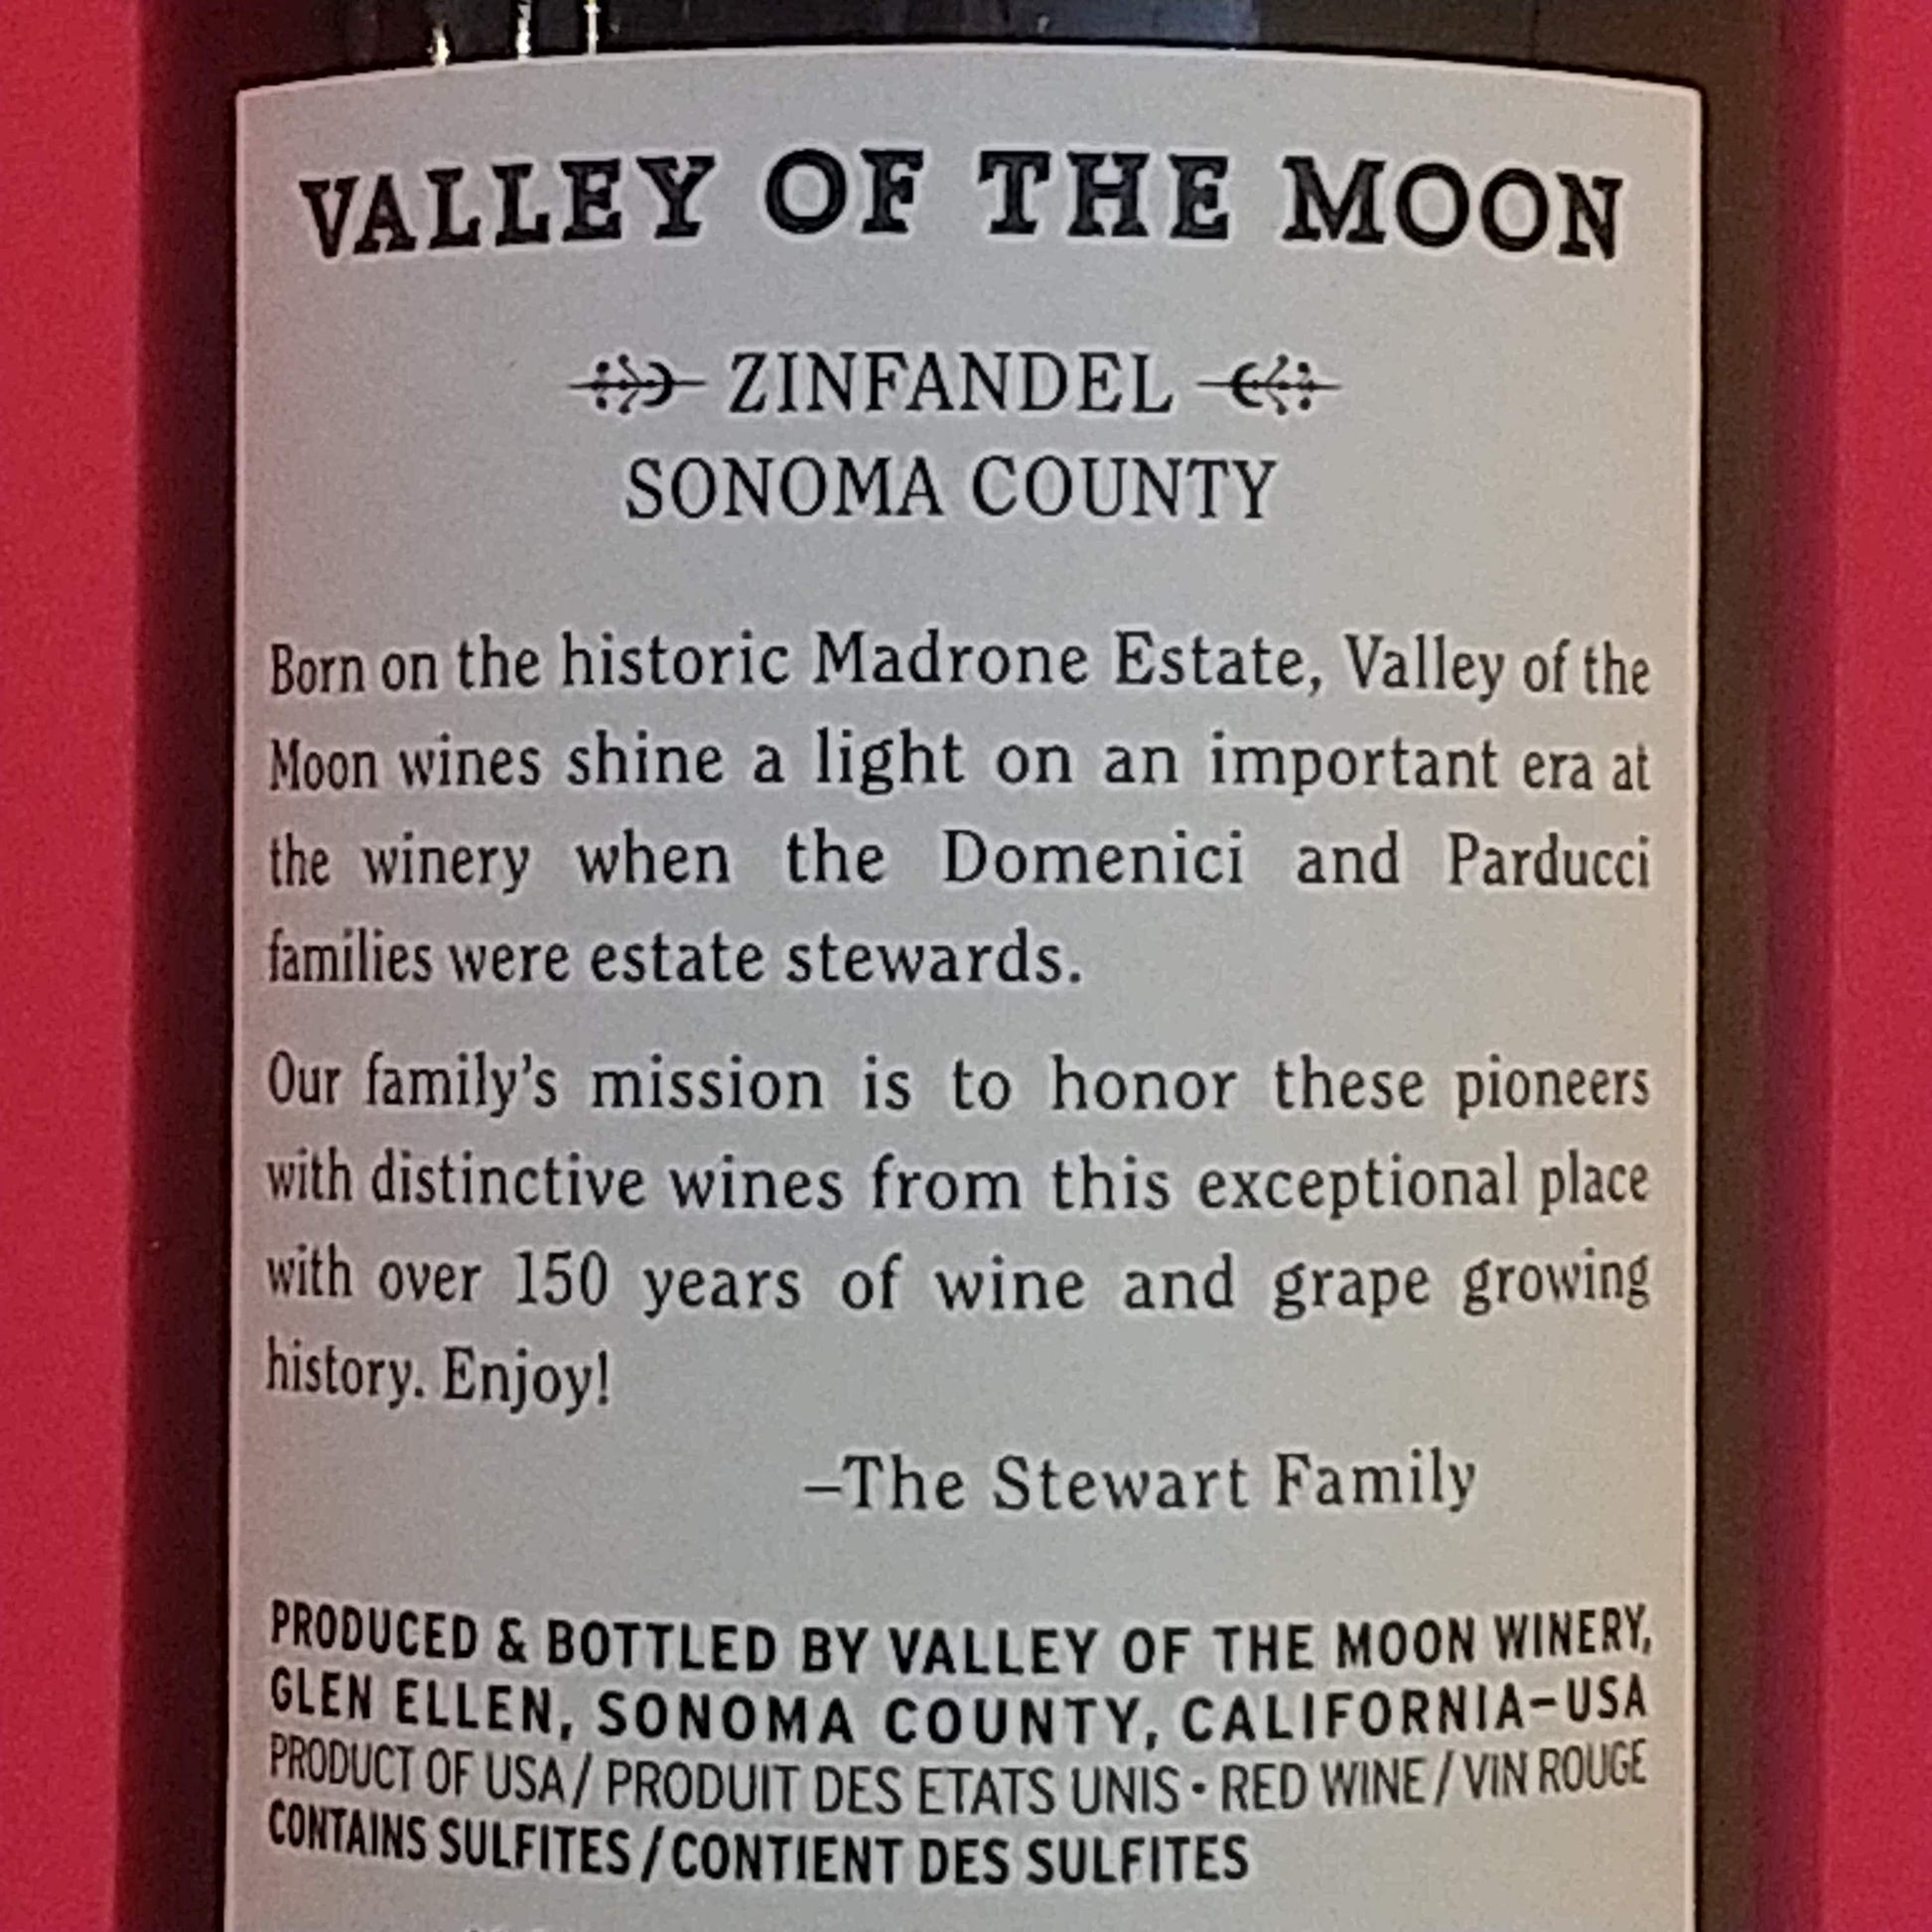 VALLEY OF THE MOON
ZINFANDEL
SONOMA COUNTY
Born on the historic Madrone Estate, Valley of the
Moon wines shine a light on an important era at
the winery when the Domenici and Parducci
families were estate stewards.
Our family's mission is to honor these pioneers
with distinctive wines from this exceptional place
with over 150 years of wine and grape growing
history. Enjoy!
–The Stewart Family
PRODUCED & BOTTLED BY VALLEY OF THE MOON WINERY,
GLEN ELLEN, SONOMA COUNTY, CALIFORNIA–USA
PRODUCT OF USA / PRODUIT DES ETATS UNIS • RED WINE / VIN ROUGE
CONTAINS SULFITES / CONTIENT DES SULFITES